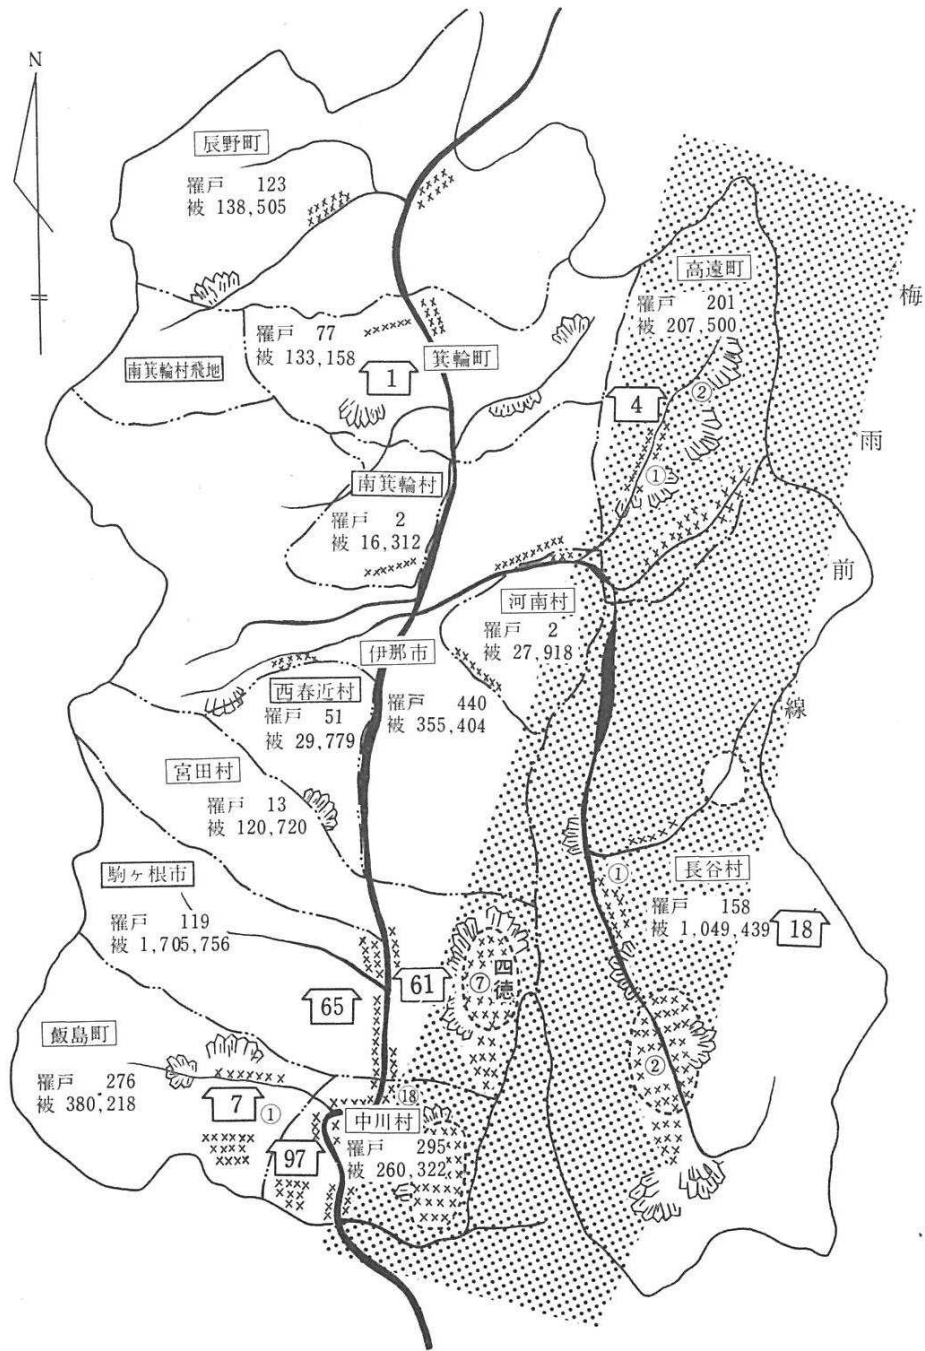 N
辰野町
罹戸 123
被 138,505
高遠町
罹戸 201
被 207,500
梅雨前線
罹戸 77
被 133,158
箕輪町
南箕輪村飛地
1
4
②
①
南箕輪村
罹戸 2
被 16,312
河南村
罹戸 2
被 27,918
伊那市
罹戸 440
被 355,404
西春近村
罹戸 51
被 29,779
宮田村
罹戸 13
被 120,720
駒ヶ根市
罹戸 119
被 1,705,756
①
長谷村
罹戸 158
被 1,049,439
18
61
65
⑦
四徳
飯島町
罹戸 276
被 380,218
7
①
97
②
⑱
中川村
罹戸 295
被 260,322